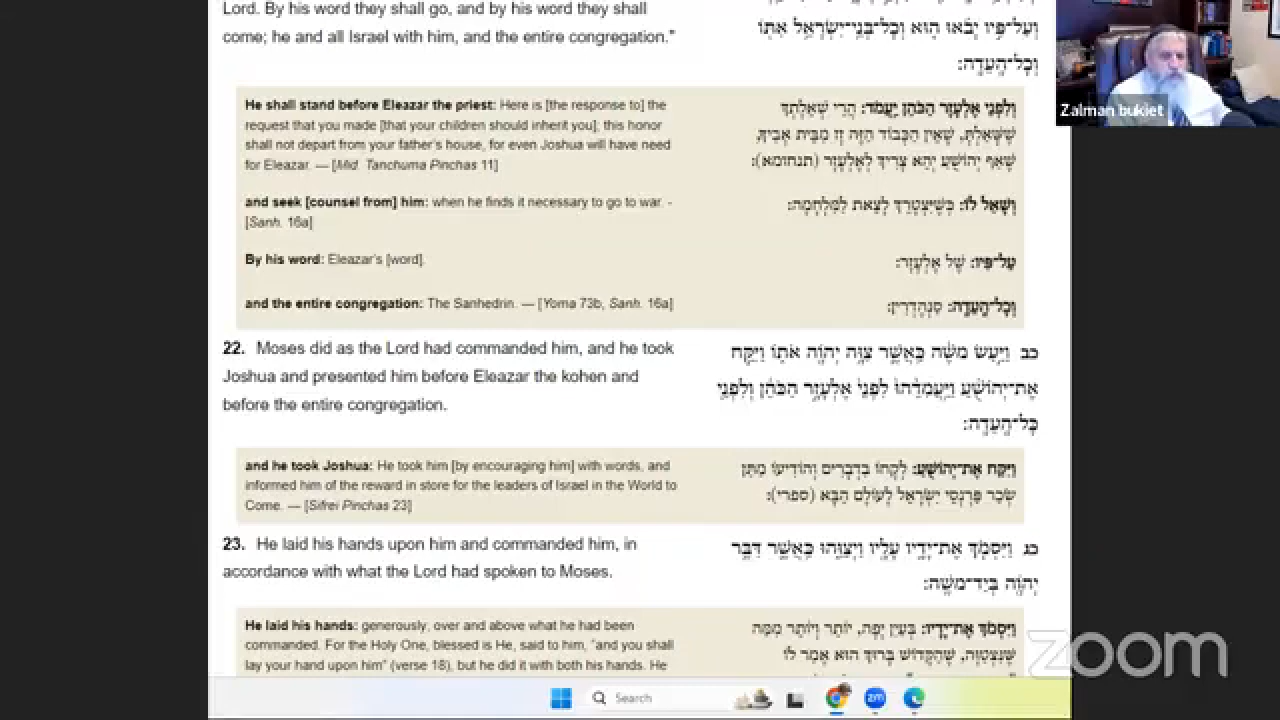 Lord. By his word they shall go, and by his word they shall
come; he and all Israel with him, and the entire congregation."
וְעַל־פִּ֣יו יָבֹ֗אוּ ה֛וּא וְכָל־בְּנֵֽי־יִשְׂרָאֵ֥ל אִתּ֖וֹ
וְכָל־הָֽעֵדָֽה:
He shall stand before Eleazar the priest: Here is [the response to] the
request that you made [that your children should inherit you]; this honor
shall not depart from your father's house, for even Joshua will have need
for Eleazar. — [Mid. Tanchuma Pinchas 11]
וְלִפְנֵי אֶלְעָזָר הַכֹּהֵן יַעֲמֹד: הֲרֵי שְׁאֵלָתְךָ
שֶׁשָּׁאַלְתָּ, שֶׁאֵין הַכָּבוֹד הַזֶּה זָז מִבֵּית אָבִיךָ,
שֶׁאַף יְהוֹשֻׁעַ יְהֵא צָרִיךְ לְאֶלְעָזָר (תנחומא):
and seek [counsel from] him: when he finds it necessary to go to war. -
[Sanh. 16a]
וְשָׁאַל לוֹ: כְּשֶׁיִּצְטָרֵךְ לָצֵאת לַמִּלְחָמָה:
By his word: Eleazar's [word].
עַל־פִּיו: שֶׁל אֶלְעָזָר:
and the entire congregation: The Sanhedrin. — [Yoma 73b, Sanh. 16a]
וְכָל־הָעֵדָה: סַנְהֶדְרִין:
22. Moses did as the Lord had commanded him, and he took
Joshua and presented him before Eleazar the kohen and
before the entire congregation.
כב וַיַּ֣עַשׂ משֶׁ֔ה כַּֽאֲשֶׁ֛ר צִוָּ֥ה יְהֹוָ֖ה אֹת֑וֹ וַיִּקַּ֣ח
אֶת־יְהוֹשֻׁ֗עַ וַיַּֽעֲמִדֵ֨הוּ֙ לִפְנֵי֙ אֶלְעָזָ֣ר הַכֹּהֵ֔ן וְלִפְנֵ֖י
כָּל־הָֽעֵדָֽה:
and he took Joshua: He took him [by encouraging him] with words, and
informed him of the reward in store for the leaders of Israel in the World to
Come. — [Sifrei Pinchas 23]
וַיִּקַּח אֶת־יְהוֹשֻׁעַ: לְקָחוֹ בִדְבָרִים וְהוֹדִיעוֹ מַתַּן
שְׂכַר פַּרְנְסֵי יִשְׂרָאֵל לָעוֹלָם הַבָּא (ספרי):
23. He laid his hands upon him and commanded him, in
accordance with what the Lord had spoken to Moses.
כג וַיִּסְמֹ֧ךְ אֶת־יָדָ֛יו עָלָ֖יו וַיְצַוֵּ֑הוּ כַּֽאֲשֶׁ֛ר דִּבֶּ֥ר
יְהֹוָ֖ה בְּיַד־משֶֽׁה:
He laid his hands: generously, over and above what he had been
commanded. For the Holy One, blessed is He, said to him, "and you shall
lay your hand upon him" (verse 18), but he did it with both his hands. He
וַיִּסְמֹךְ אֶת־יָדָיו: בְּעַיִן יָפָה, יוֹתֵר וְיוֹתֵר מִמַּה
שֶּׁנִּצְטַוָּה, שֶׁהַקָּדוֹשׁ בָּרוּךְ הוּא אָמַר לוֹ
Zalman bukiet
zoom
Search
zm